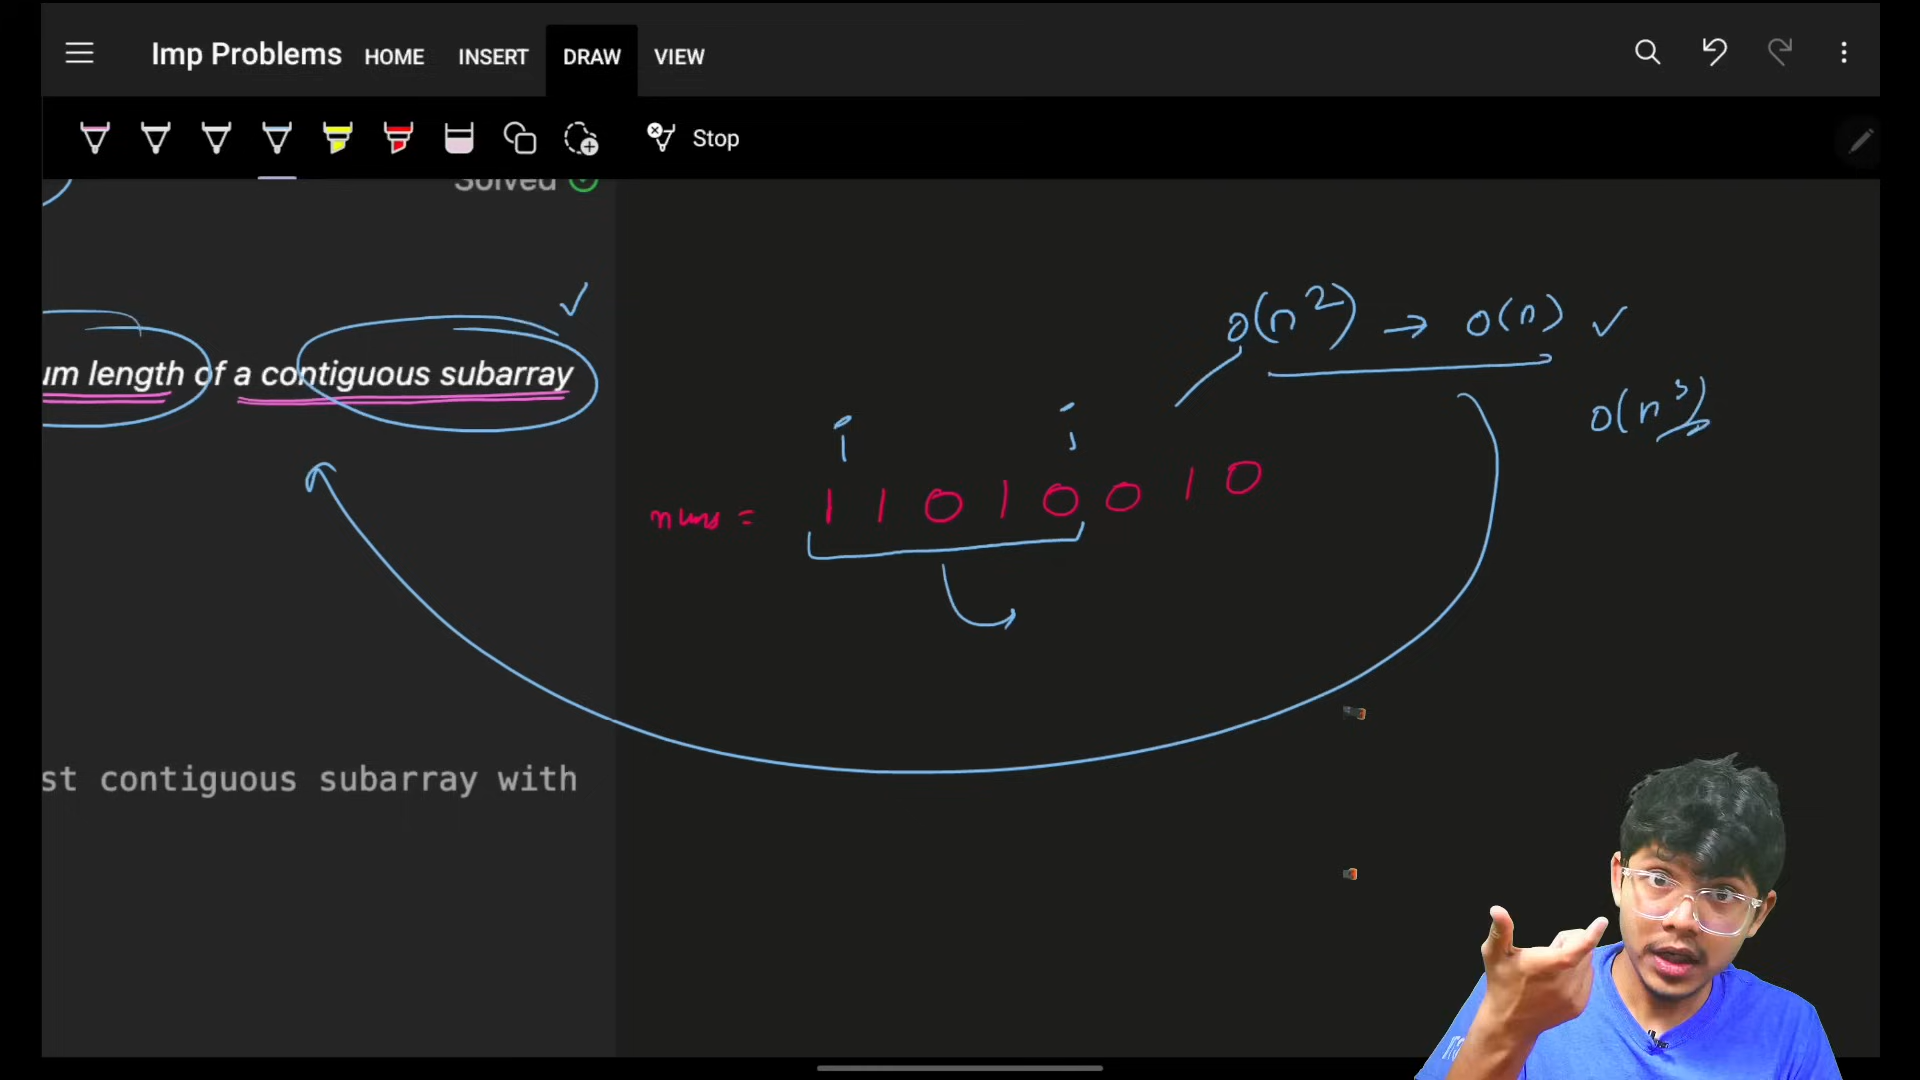 Imp Problems HOME INSERT DRAW VIEW
Stop
Solved
um length of a contiguous subarray
O(n²) → O(n) ✓
O(n³)
i i
nums = 1 1 0 1 0 0 1 0
st contiguous subarray with